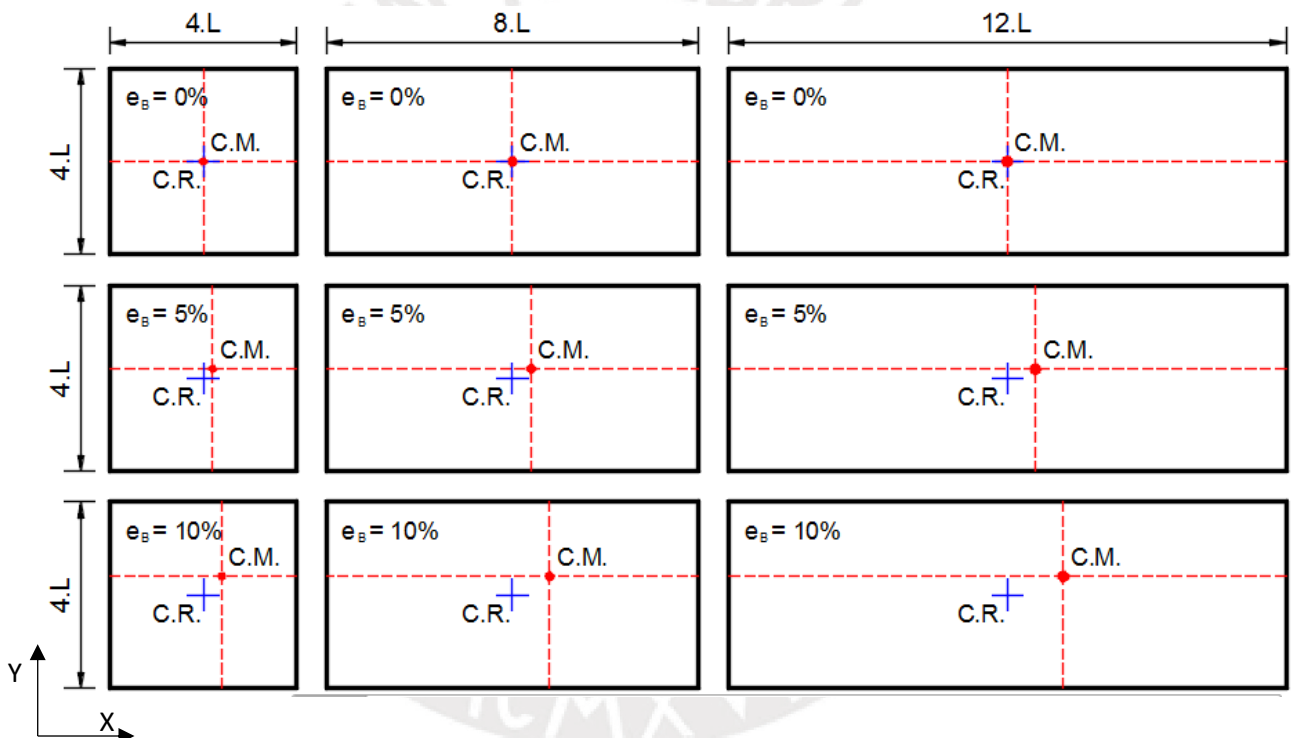 4.L 8.L 12.L
4.L
e_B = 0% e_B = 0% e_B = 0%
C.M. C.M. C.M.
C.R. C.R. C.R.
4.L
e_B = 5% e_B = 5% e_B = 5%
C.M. C.M. C.M.
C.R. C.R. C.R.
4.L
e_B = 10% e_B = 10% e_B = 10%
C.M. C.M. C.M.
C.R. C.R. C.R.
Y
X